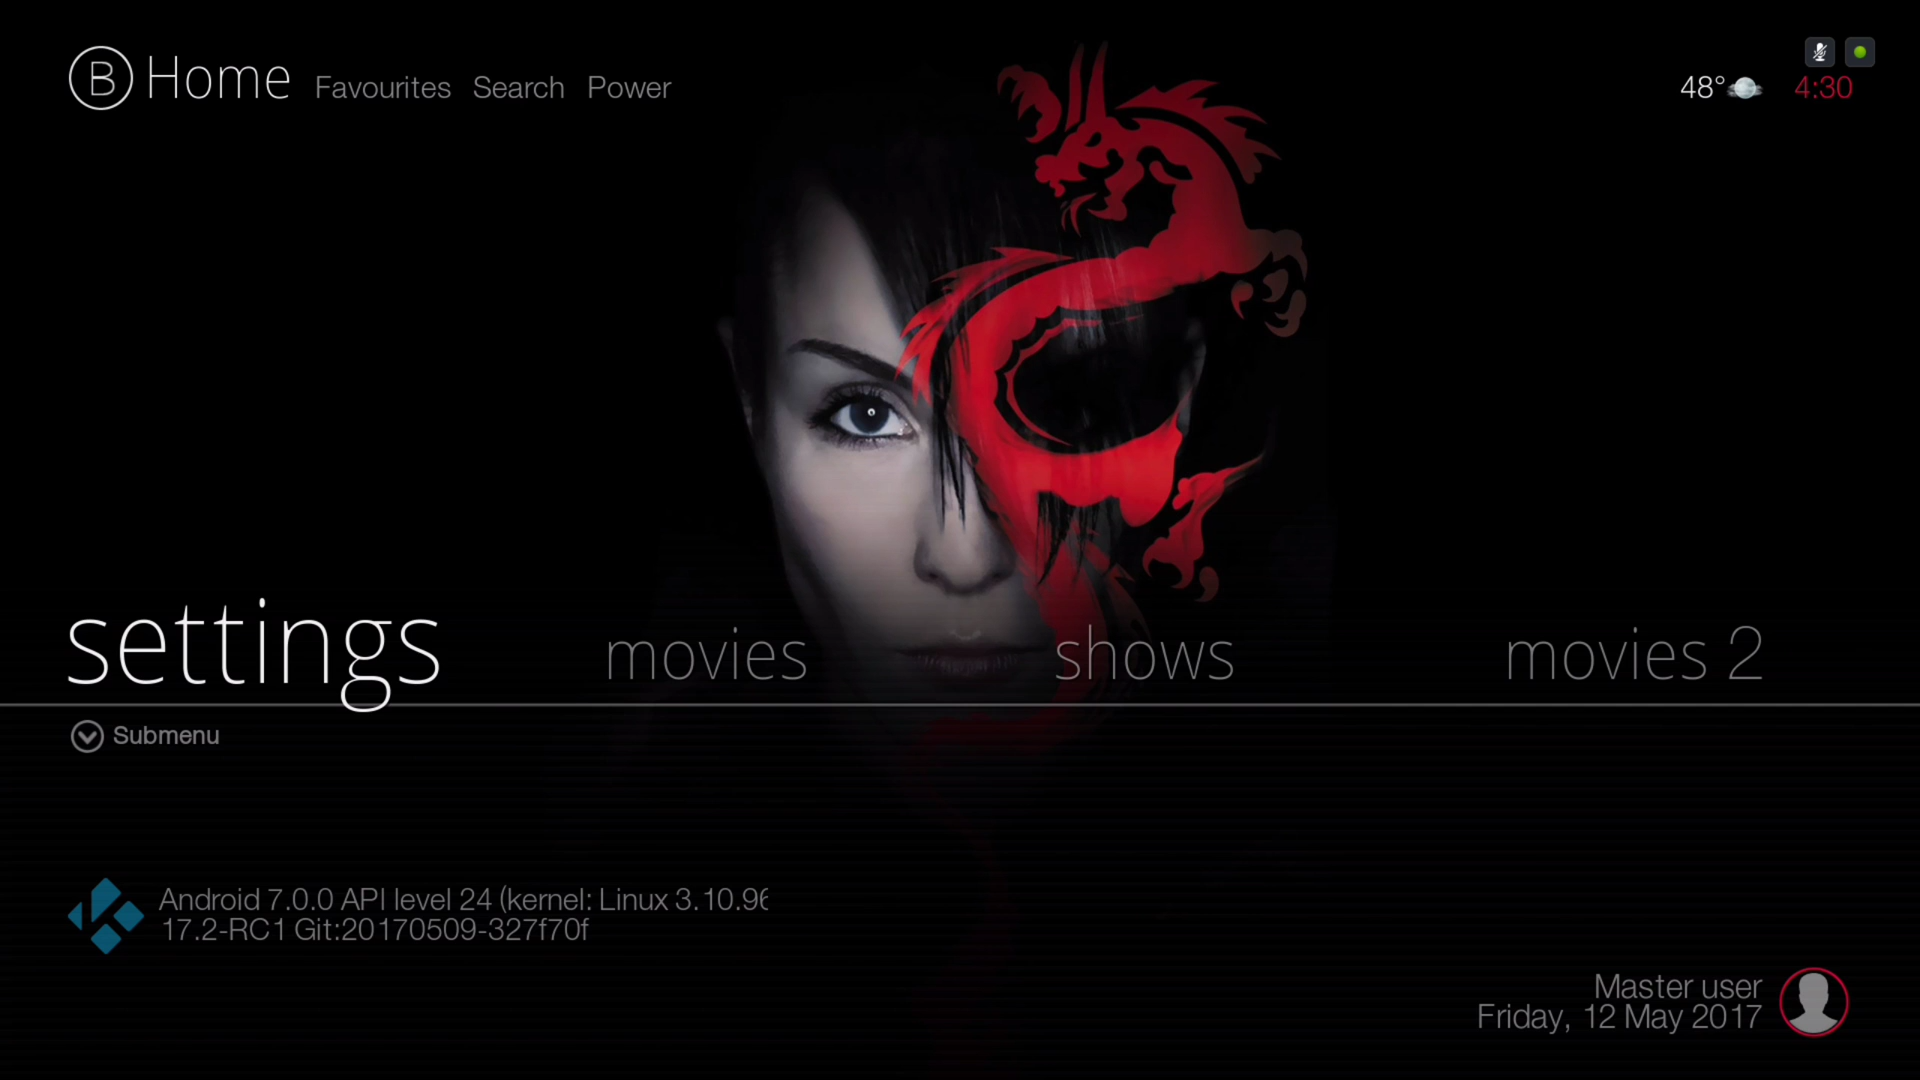 B Home Favourites Search Power
48° 4:30
settings movies shows movies 2
Submenu
Android 7.0.0 API level 24 (kernel: Linux 3.10.96
17.2-RC1 Git:20170509-327f70f
Master user
Friday, 12 May 2017